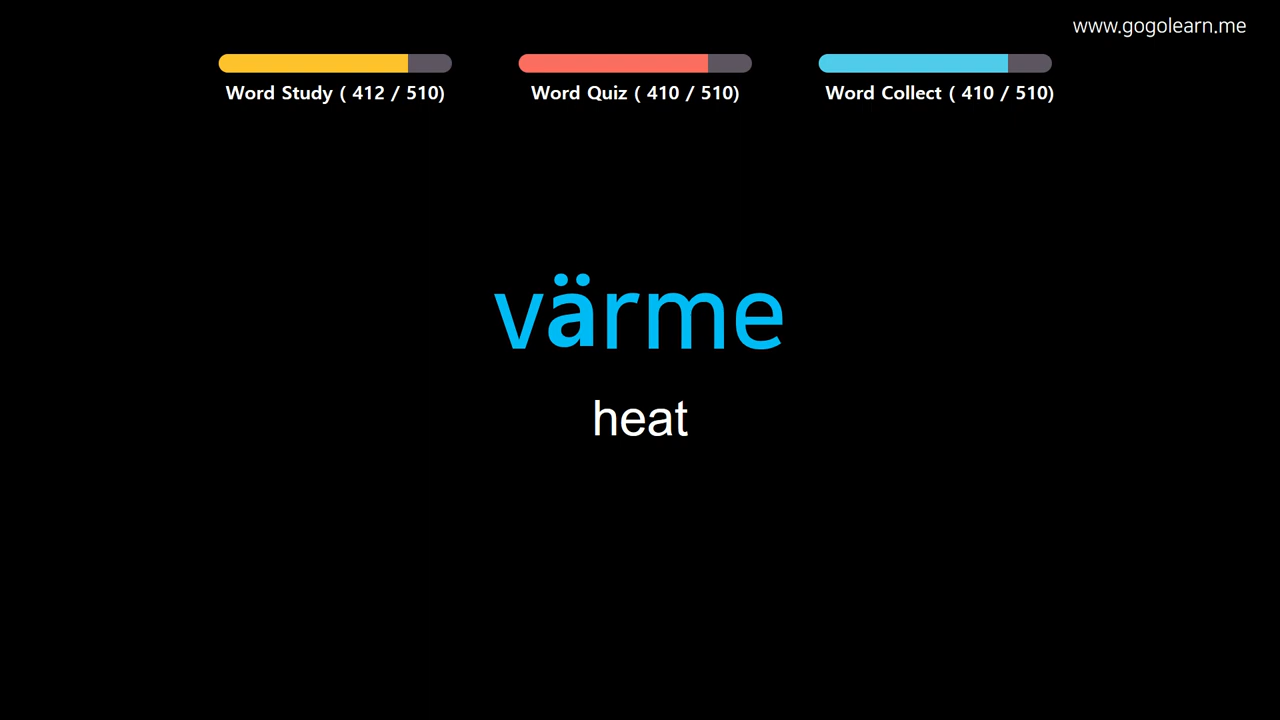 www.gogolearn.me
Word Study ( 412 / 510)
Word Quiz ( 410 / 510)
Word Collect ( 410 / 510)
värme
heat